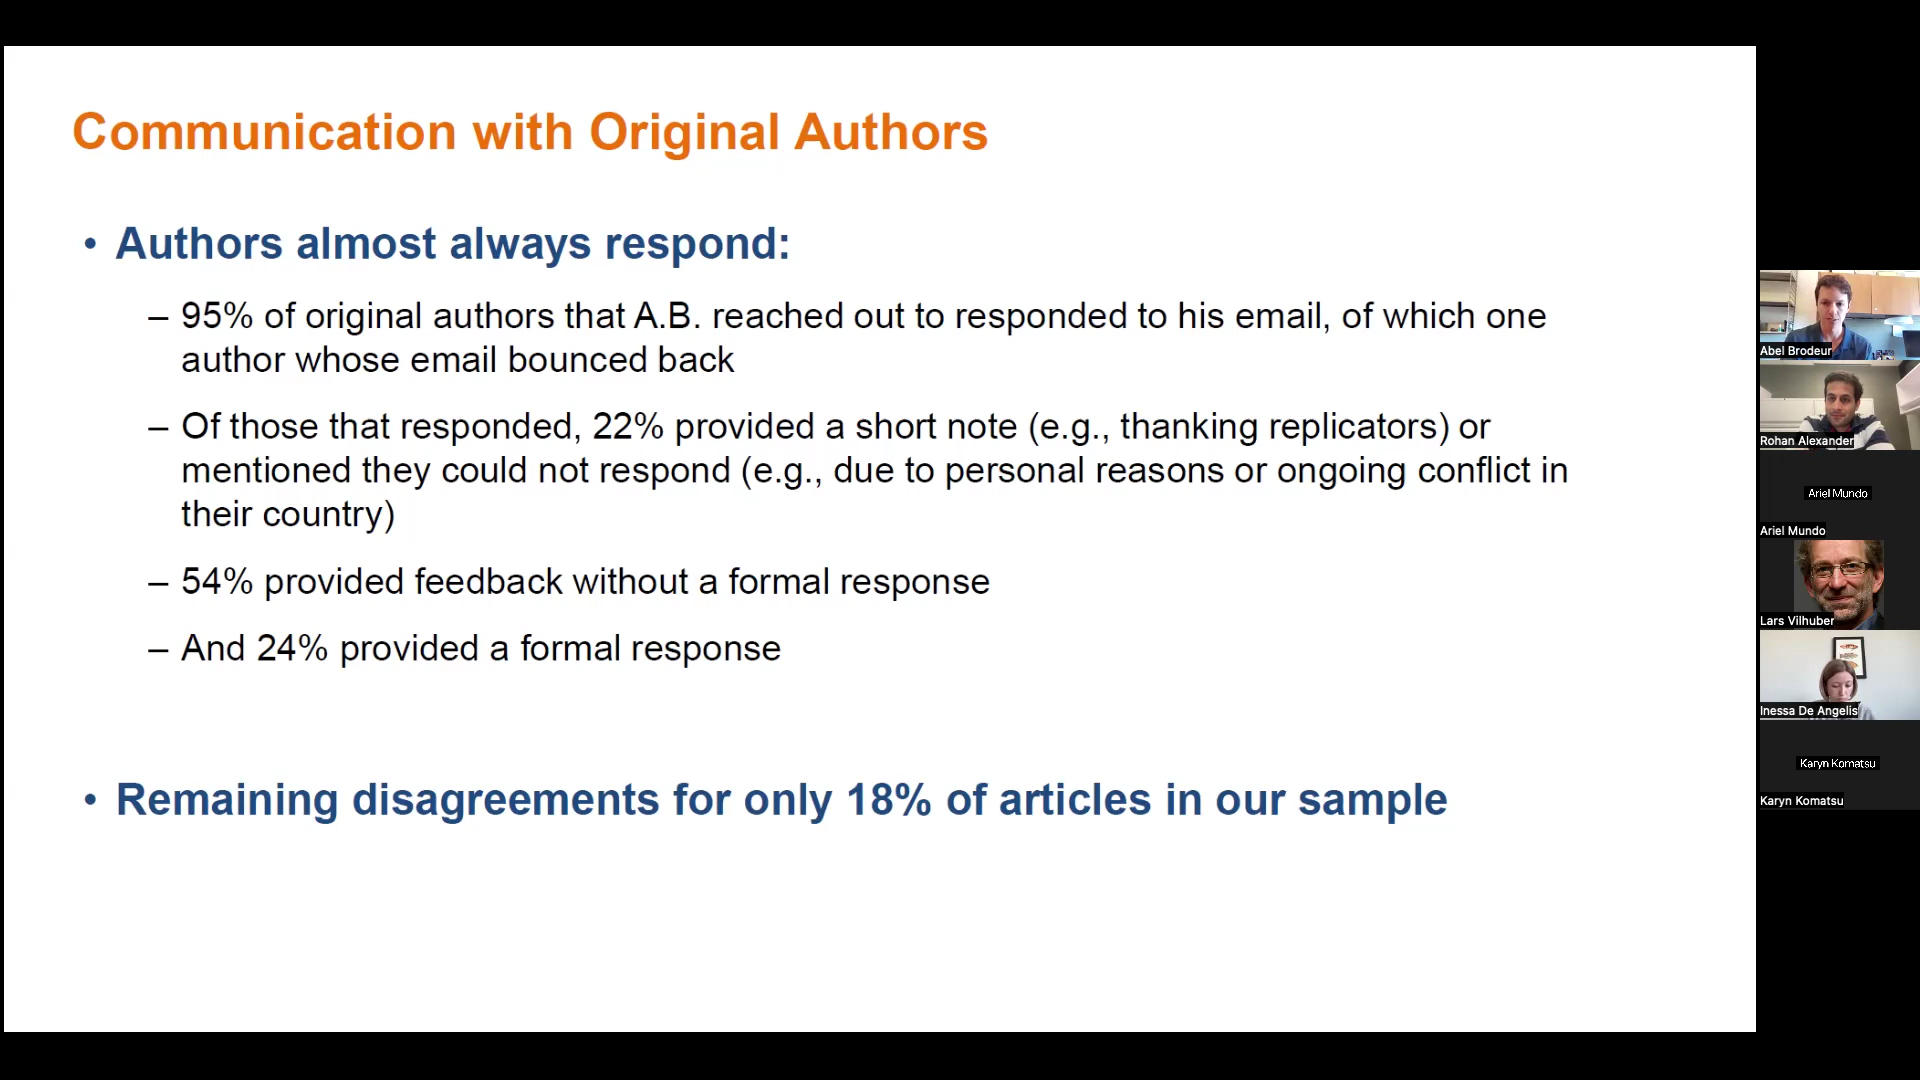 Communication with Original Authors
• Authors almost always respond:
– 95% of original authors that A.B. reached out to responded to his email, of which one
author whose email bounced back
– Of those that responded, 22% provided a short note (e.g., thanking replicators) or
mentioned they could not respond (e.g., due to personal reasons or ongoing conflict in
their country)
– 54% provided feedback without a formal response
– And 24% provided a formal response
• Remaining disagreements for only 18% of articles in our sample
Abel Brodeur
Rohan Alexander
Ariel Mundo
Ariel Mundo
Lars Vilhuber
Inessa De Angelis
Karyn Komatsu
Karyn Komatsu